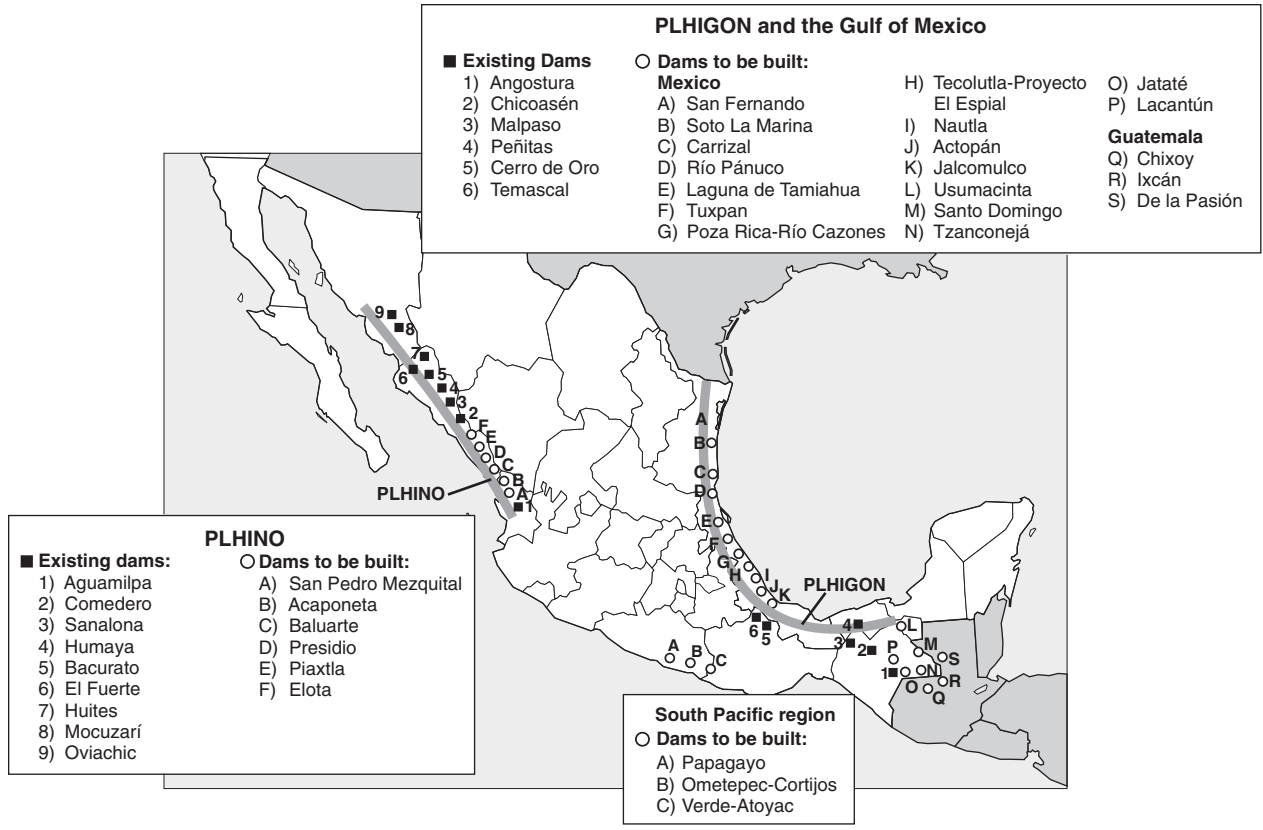 PLHIGON and the Gulf of Mexico
■ Existing Dams
1) Angostura
2) Chicoasén
3) Malpaso
4) Peñitas
5) Cerro de Oro
6) Temascal
○ Dams to be built:
Mexico
A) San Fernando
B) Soto La Marina
C) Carrizal
D) Río Pánuco
E) Laguna de Tamiahua
F) Tuxpan
G) Poza Rica-Río Cazones
H) Tecolutla-Proyecto
El Espial
I) Nautla
J) Actopán
K) Jalcomulco
L) Usumacinta
M) Santo Domingo
N) Tzanconejá
O) Jataté
P) Lacantún
Guatemala
Q) Chixoy
R) Ixcán
S) De la Pasión
9
8
7
6
5
4
3
2
F
E
D
C
B
A
1
PLHINO
A
B
C
D
E
F
G
H
I
J
K
PLHIGON
6
5
4
3
2
1
L
M
P
S
N
O
R
Q
A
B
C
PLHINO
■ Existing dams:
1) Aguamilpa
2) Comedero
3) Sanalona
4) Humaya
5) Bacurato
6) El Fuerte
7) Huites
8) Mocuzarí
9) Oviachic
○ Dams to be built:
A) San Pedro Mezquital
B) Acaponeta
C) Baluarte
D) Presidio
E) Piaxtla
F) Elota
South Pacific region
○ Dams to be built:
A) Papagayo
B) Ometepec-Cortijos
C) Verde-Atoyac